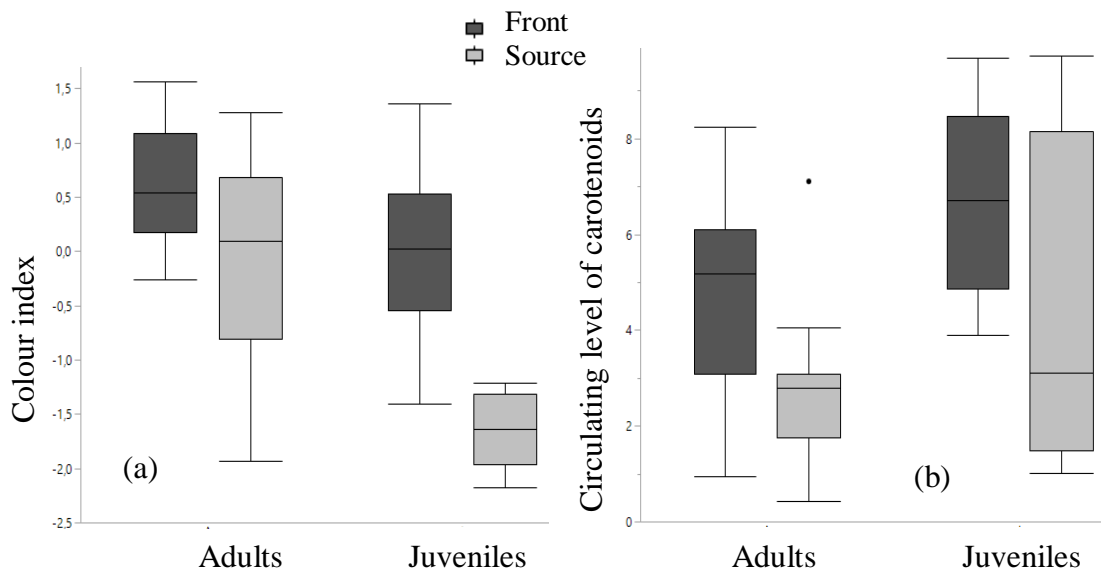 Front
Source
Colour index
1,5
1,0
0,5
0,0
-0,5
-1,0
-1,5
-2,0
-2,5
(a)
Adults
Juveniles
Circulating level of carotenoids
8
6
4
2
0
(b)
Adults
Juveniles